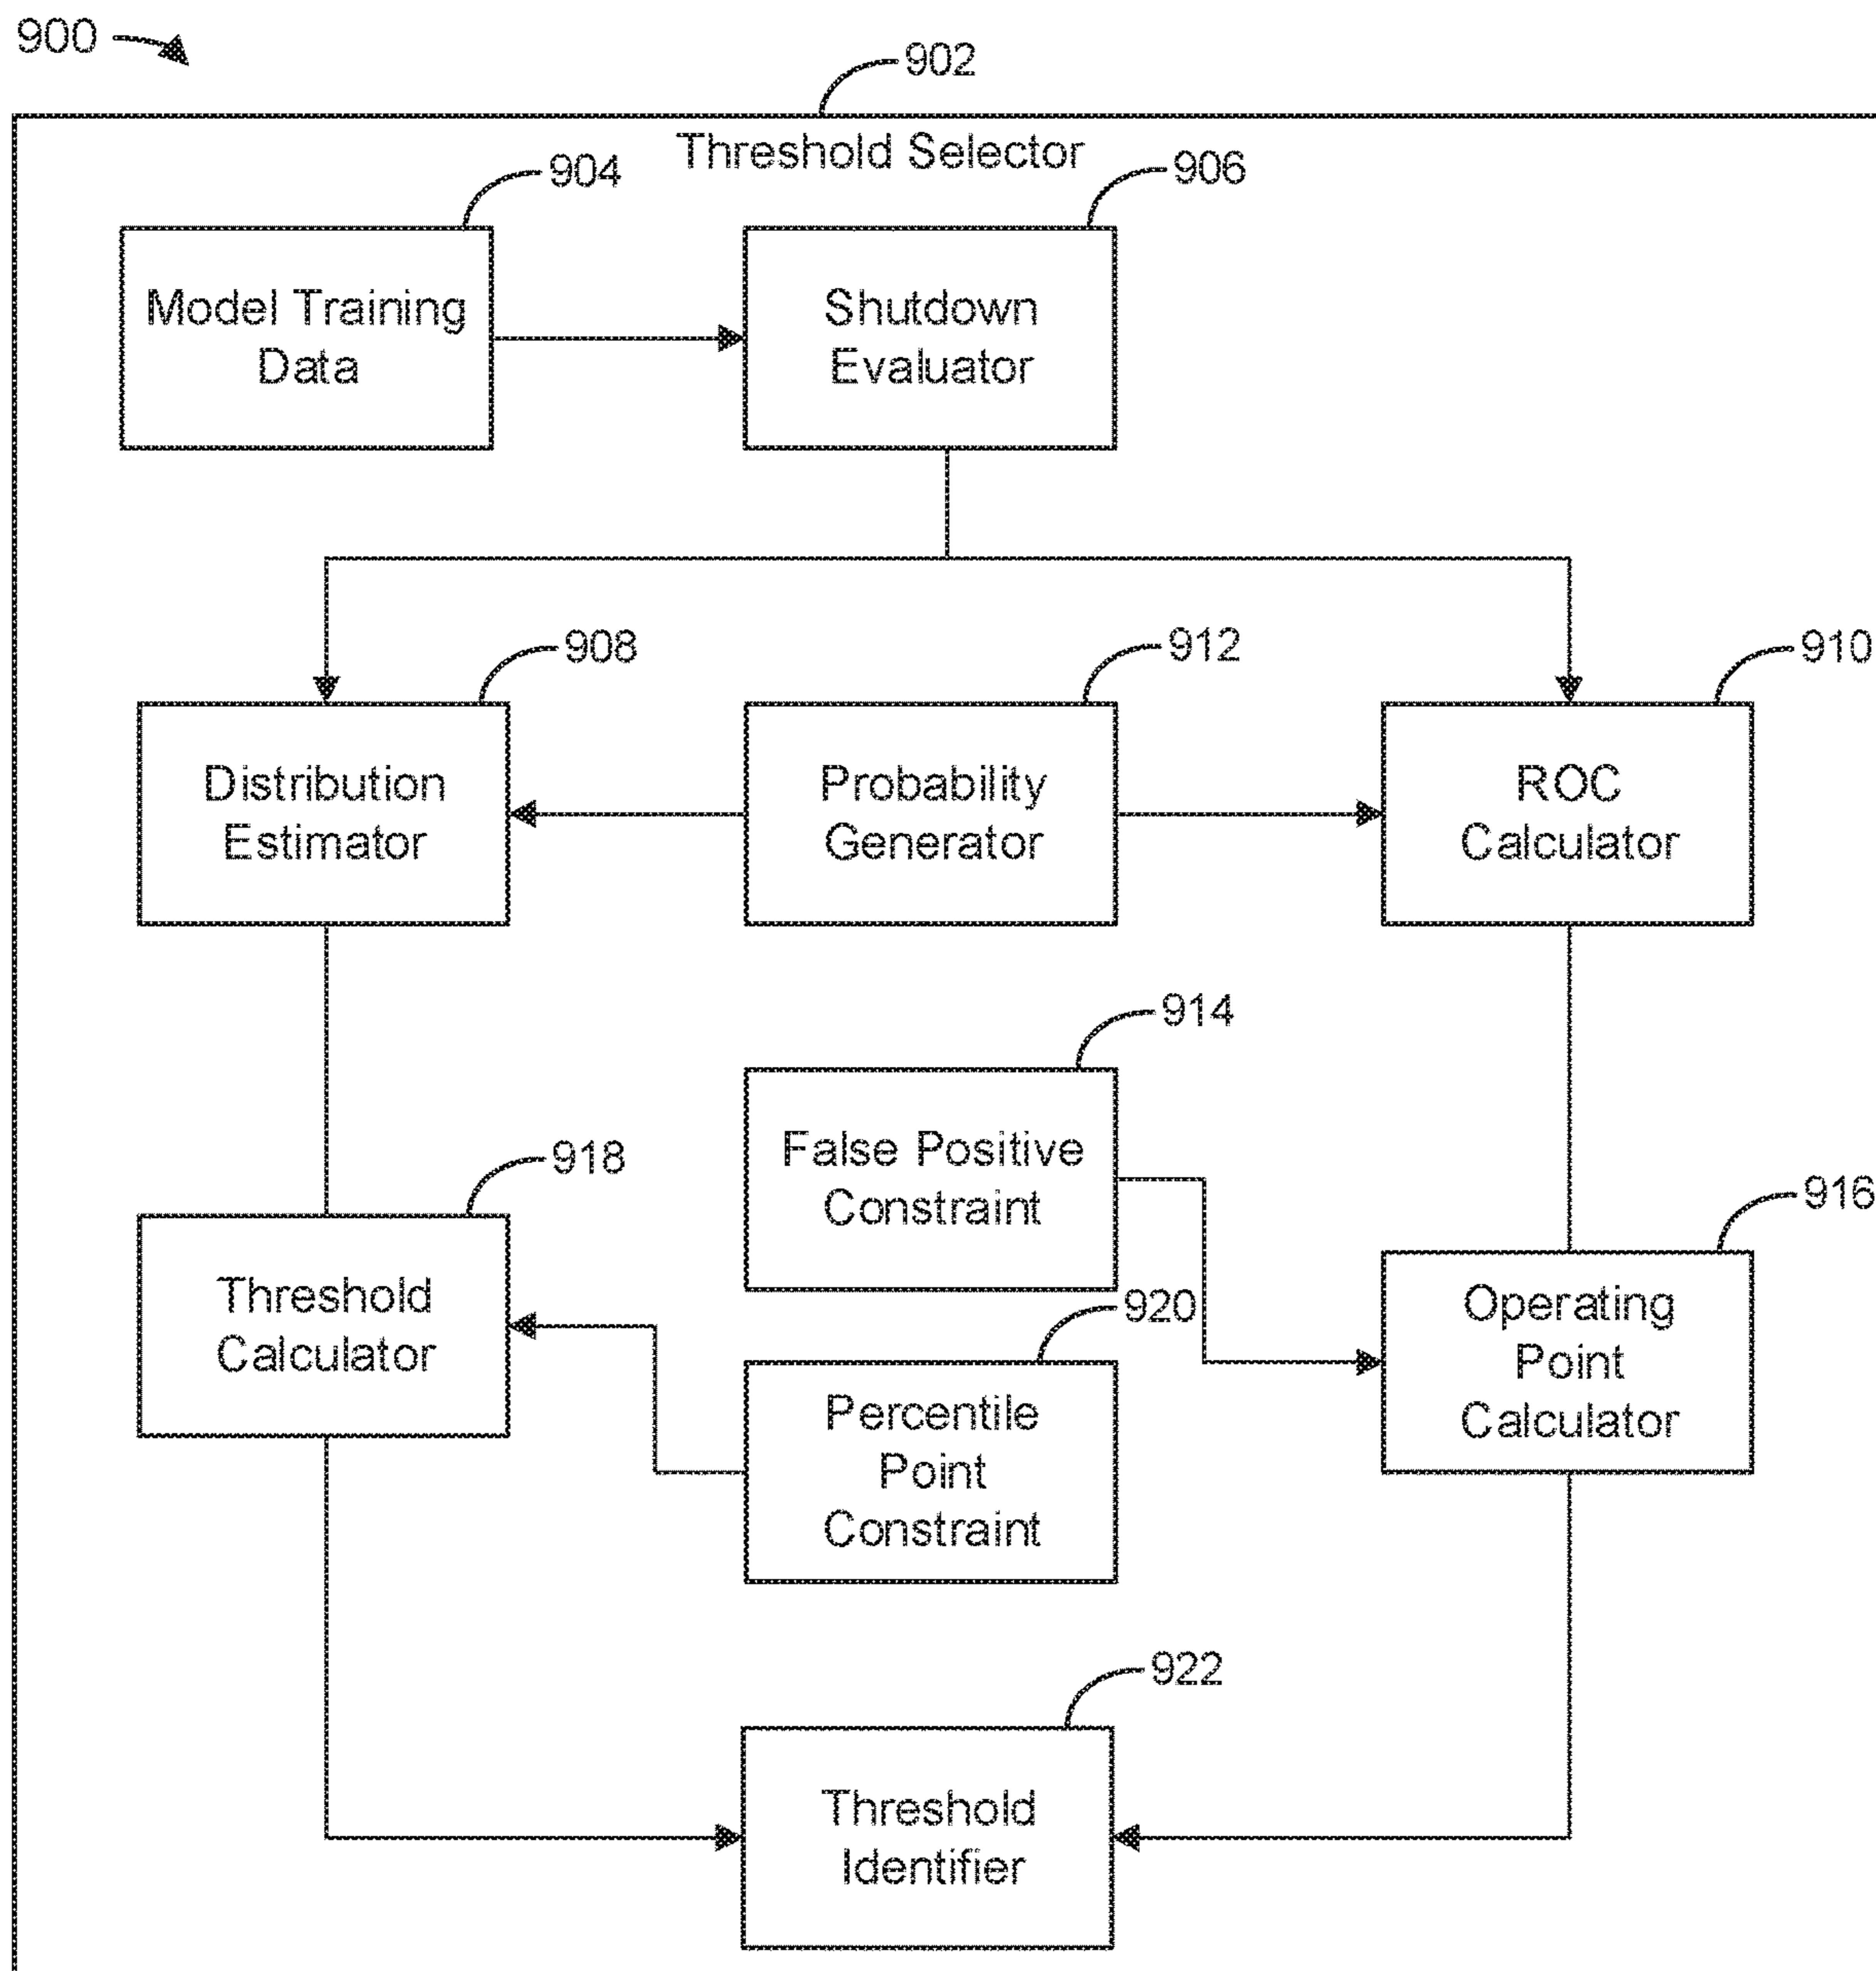 900
902
Threshold Selector
904
906
Model Training
Data
Shutdown
Evaluator
908
912
910
Distribution
Estimator
Probability
Generator
ROC
Calculator
914
False Positive
Constraint
918
916
Threshold
Calculator
920
Operating
Point
Calculator
Percentile
Point
Constraint
922
Threshold
Identifier